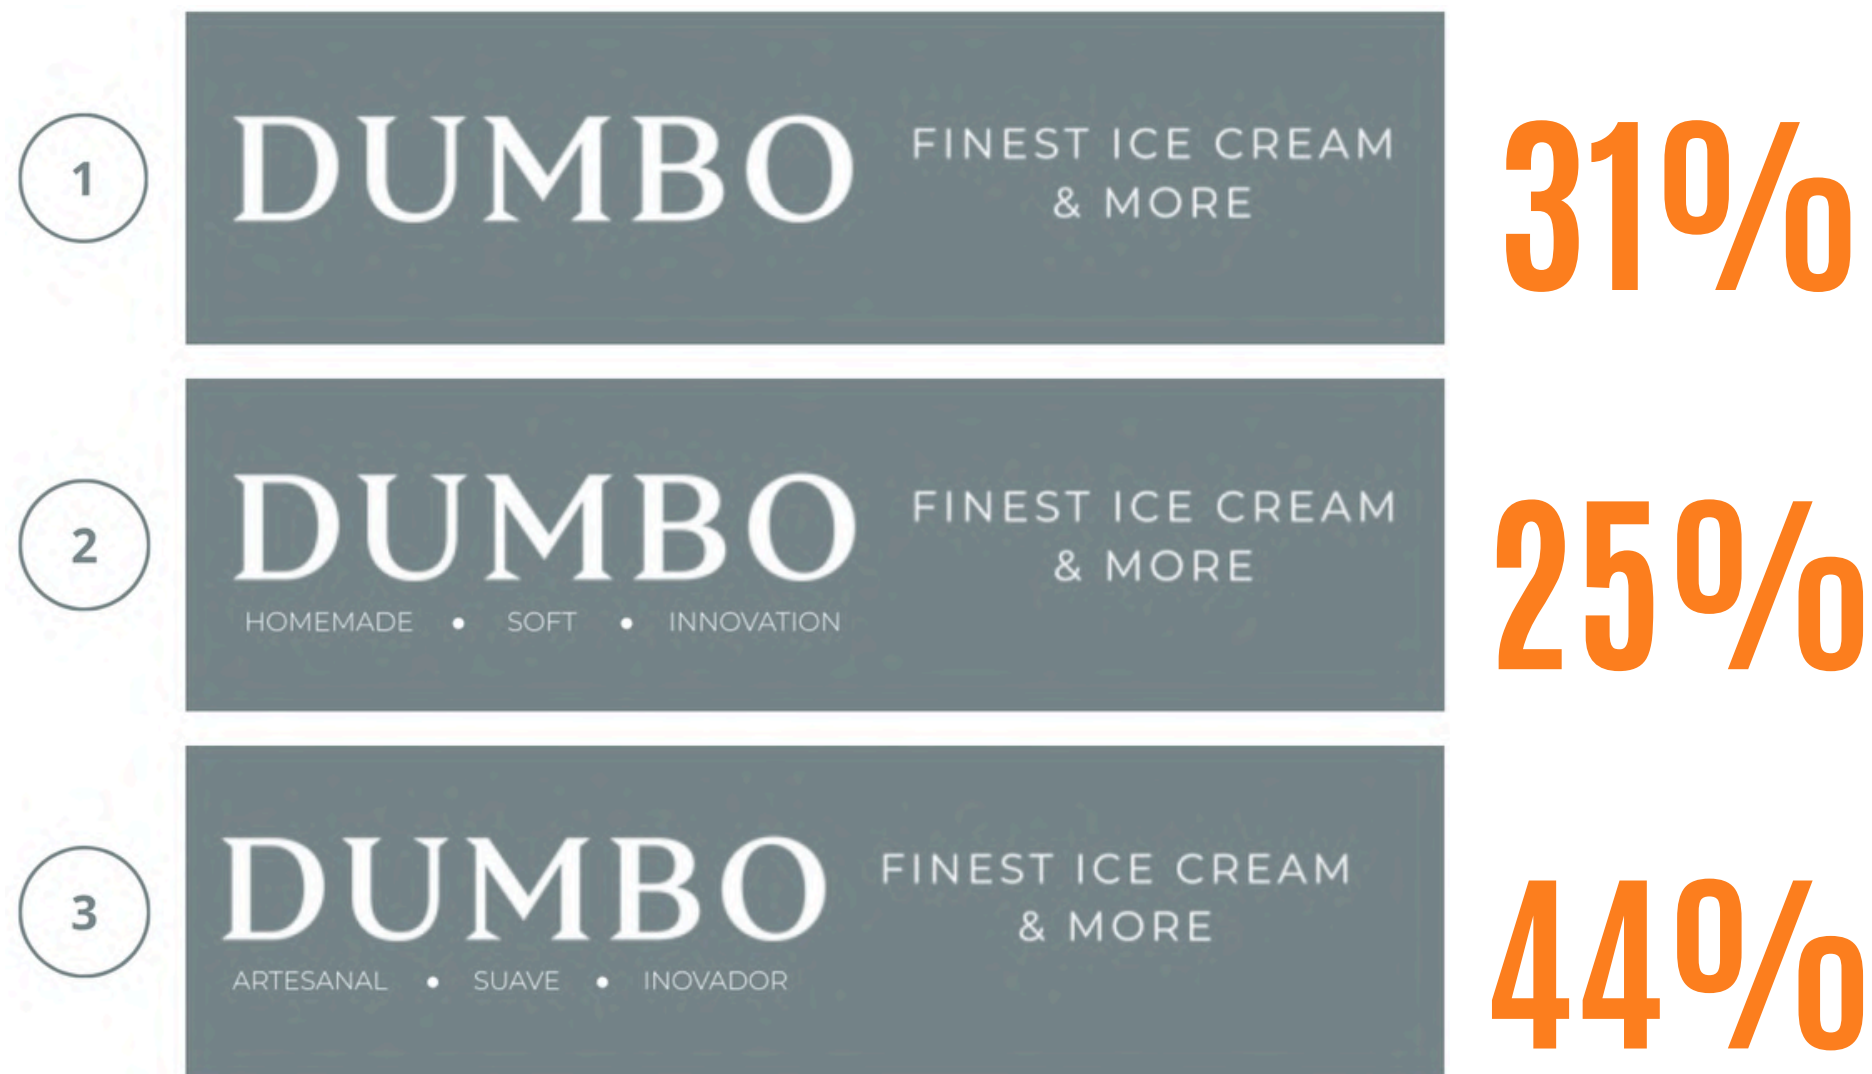 1
DUMBO
FINEST ICE CREAM
& MORE
31%
2
DUMBO
FINEST ICE CREAM
& MORE
HOMEMADE • SOFT • INNOVATION
25%
3
DUMBO
FINEST ICE CREAM
& MORE
ARTESANAL • SUAVE • INOVADOR
44%